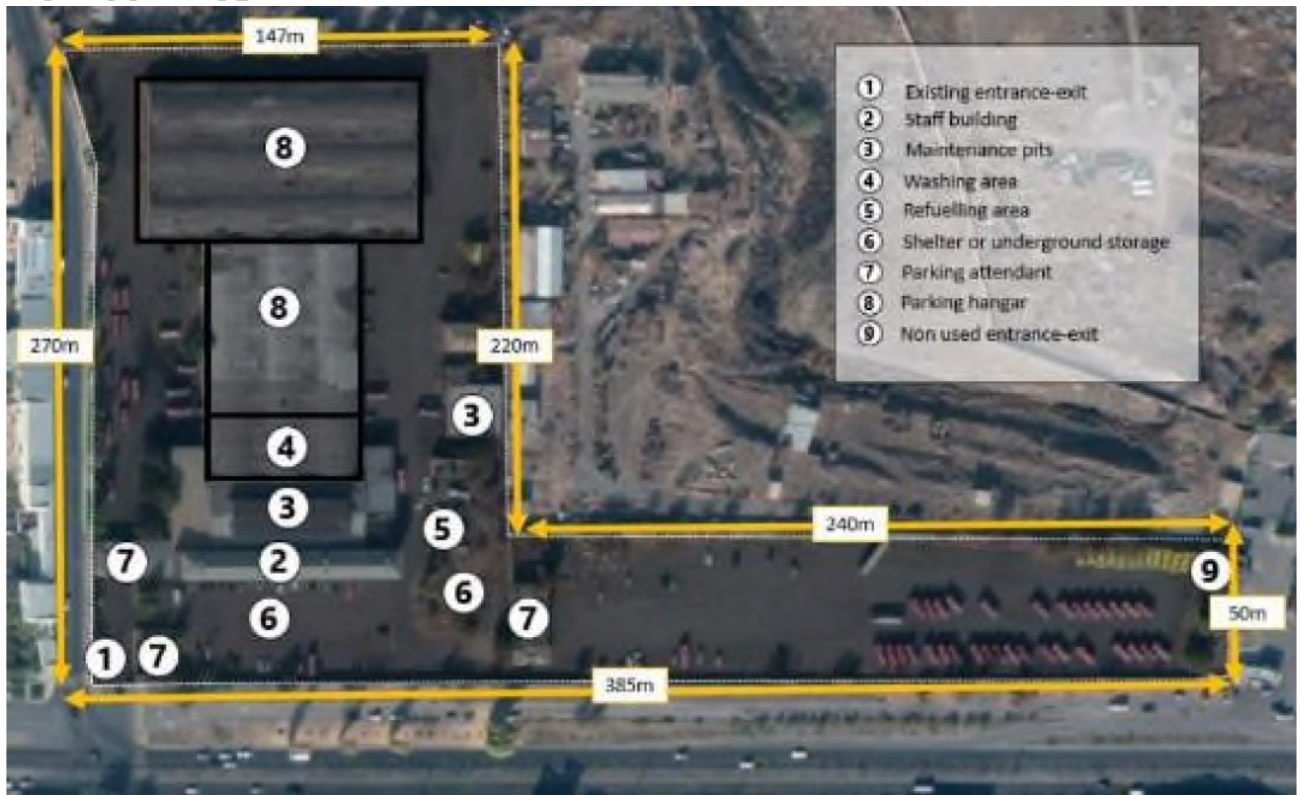 147m
1 Existing entrance-exit
2 Staff building
3 Maintenance pits
4 Washing area
5 Refuelling area
6 Shelter or underground storage
7 Parking attendant
8 Parking hangar
9 Non used entrance-exit
8
8
270m
220m
3
4
3
5
240m
7
2
9
6
6
7
50m
1
7
385m